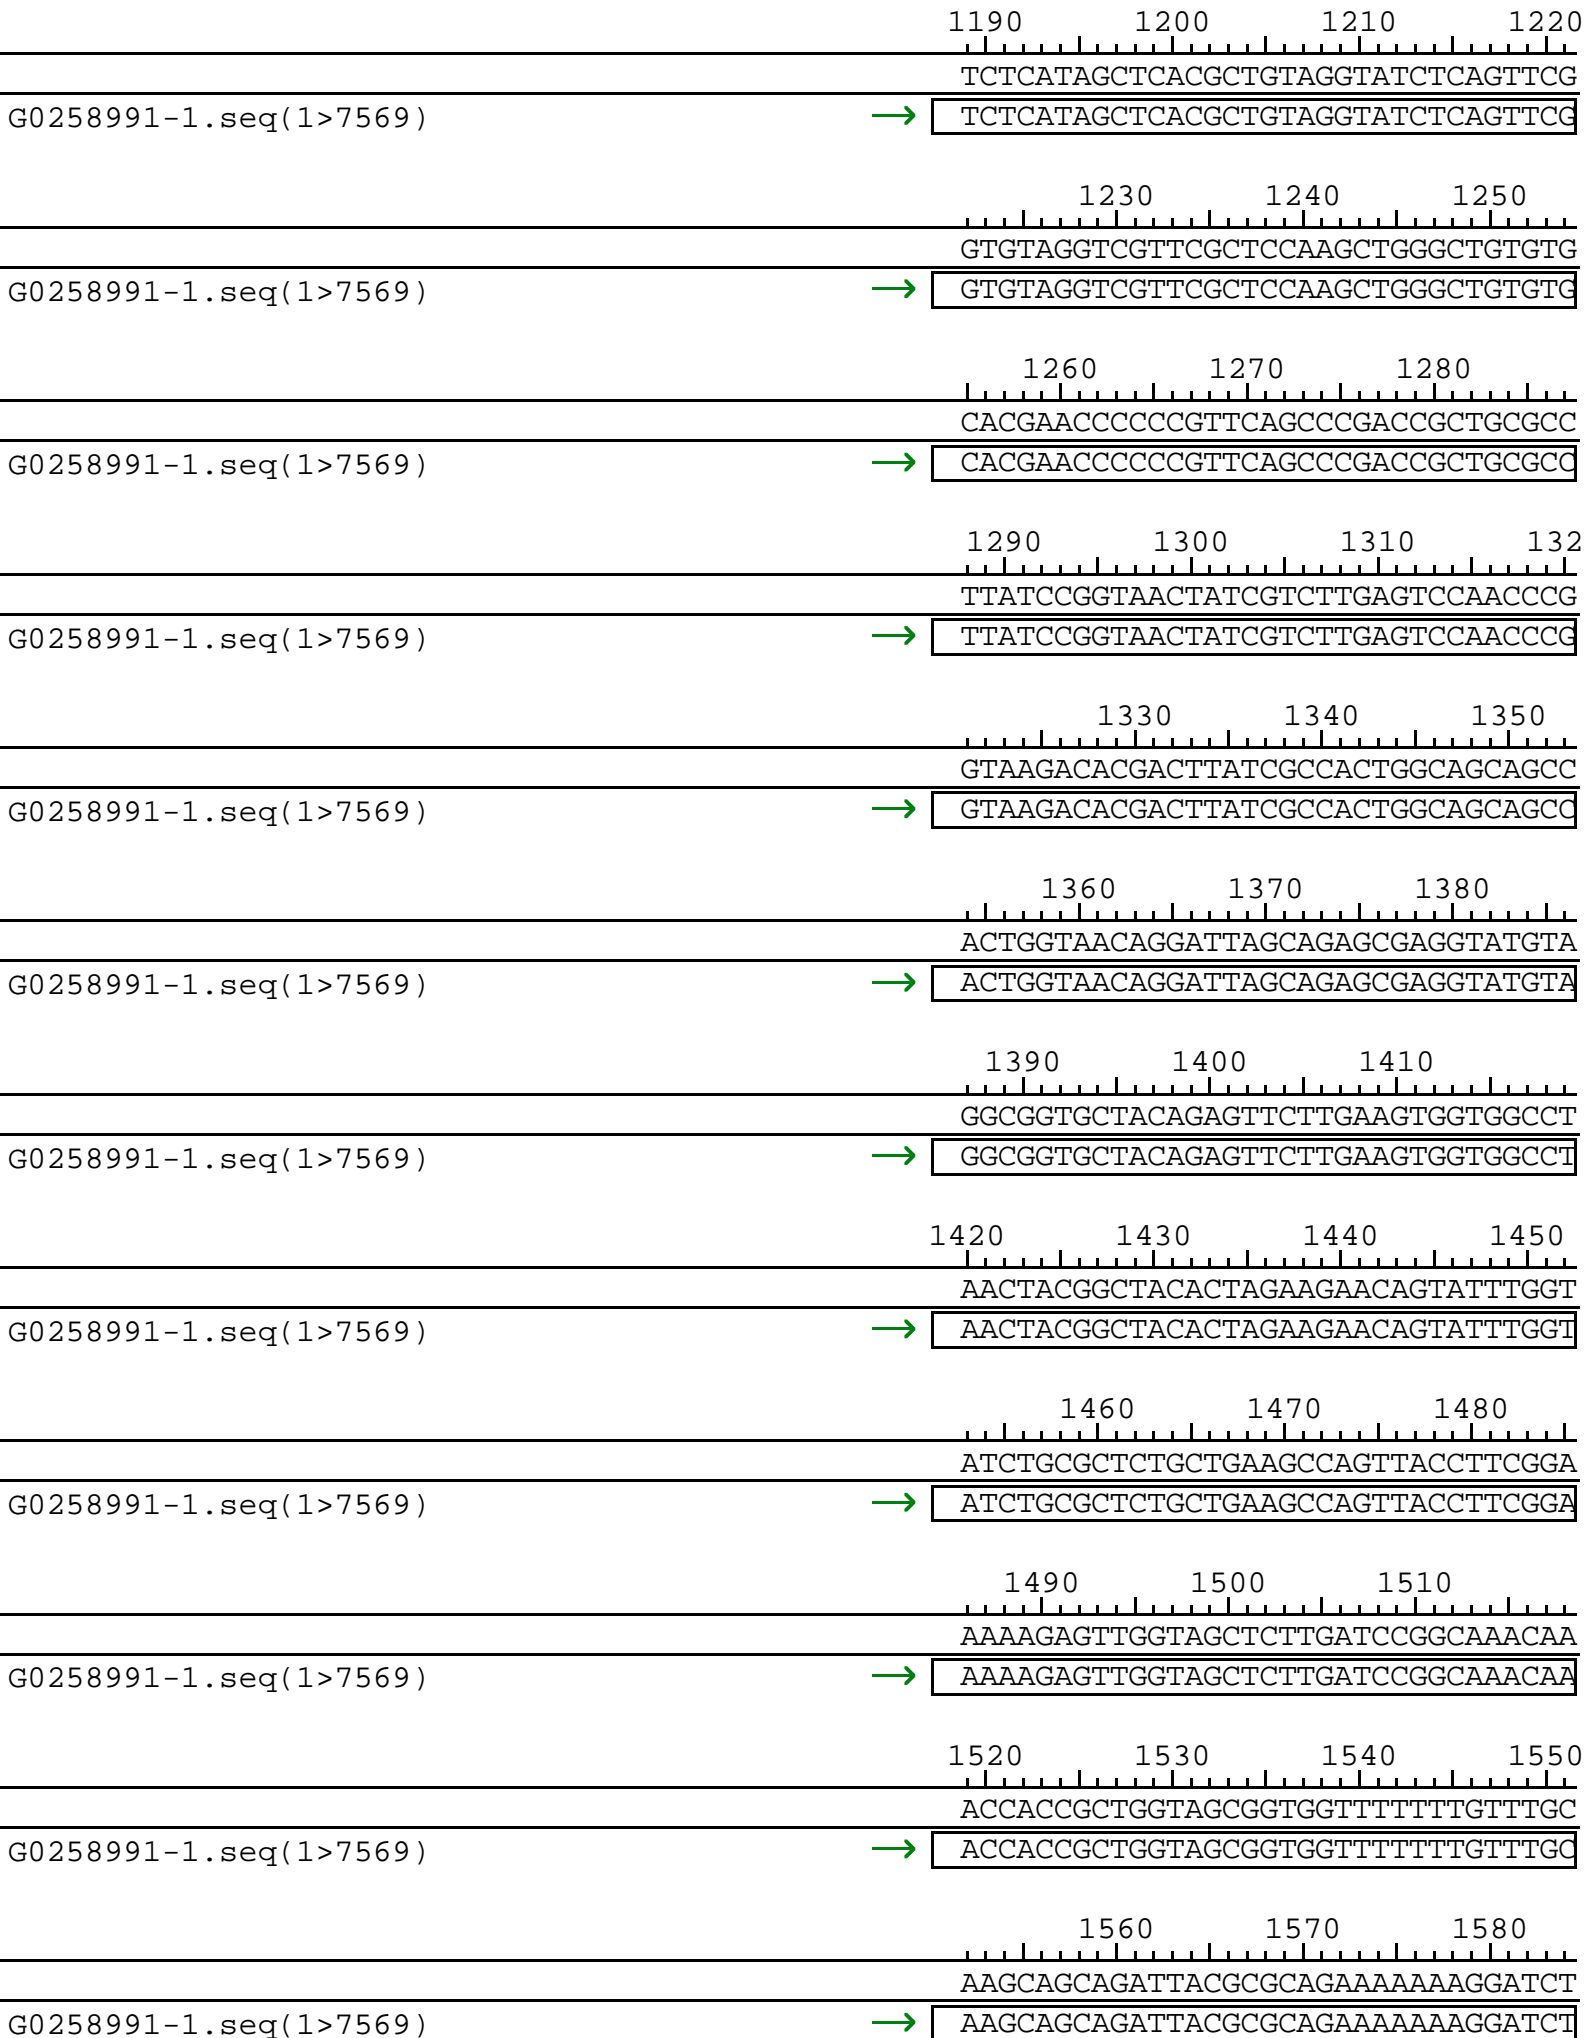 1190 1200 1210 1220
TCTCATAGCTCACGCTGTAGGTATCTCAGTTCG
G0258991-1.seq(1>7569) → TCTCATAGCTCACGCTGTAGGTATCTCAGTTCG
1230 1240 1250
GTGTAGGTCGTTCGCTCCAAGCTGGGCTGTGTG
G0258991-1.seq(1>7569) → GTGTAGGTCGTTCGCTCCAAGCTGGGCTGTGTG
1260 1270 1280
CACGAACCCCCCGTTCAGCCCGACCGCTGCGCC
G0258991-1.seq(1>7569) → CACGAACCCCCCGTTCAGCCCGACCGCTGCGCC
1290 1300 1310 132
TTATCCGGTAACTATCGTCTTGAGTCCAACCCG
G0258991-1.seq(1>7569) → TTATCCGGTAACTATCGTCTTGAGTCCAACCCG
1330 1340 1350
GTAAGACACGACTTATCGCCACTGGCAGCAGCC
G0258991-1.seq(1>7569) → GTAAGACACGACTTATCGCCACTGGCAGCAGCC
1360 1370 1380
ACTGGTAACAGGATTAGCAGAGCGAGGTATGTA
G0258991-1.seq(1>7569) → ACTGGTAACAGGATTAGCAGAGCGAGGTATGTA
1390 1400 1410
GGCGGTGCTACAGAGTTCTTGAAGTGGTGGCCT
G0258991-1.seq(1>7569) → GGCGGTGCTACAGAGTTCTTGAAGTGGTGGCCT
1420 1430 1440 1450
AACTACGGCTACACTAGAAGAACAGTATTTGGT
G0258991-1.seq(1>7569) → AACTACGGCTACACTAGAAGAACAGTATTTGGT
1460 1470 1480
ATCTGCGCTCTGCTGAAGCCAGTTACCTTCGGA
G0258991-1.seq(1>7569) → ATCTGCGCTCTGCTGAAGCCAGTTACCTTCGGA
1490 1500 1510
AAAAGAGTTGGTAGCTCTTGATCCGGCAAACAA
G0258991-1.seq(1>7569) → AAAAGAGTTGGTAGCTCTTGATCCGGCAAACAA
1520 1530 1540 1550
ACCACCGCTGGTAGCGGTGGTTTTTTTGTTTGC
G0258991-1.seq(1>7569) → ACCACCGCTGGTAGCGGTGGTTTTTTTGTTTGC
1560 1570 1580
AAGCAGCAGATTACGCGCAGAAAAAAAGGATCT
G0258991-1.seq(1>7569) → AAGCAGCAGATTACGCGCAGAAAAAAAGGATCT